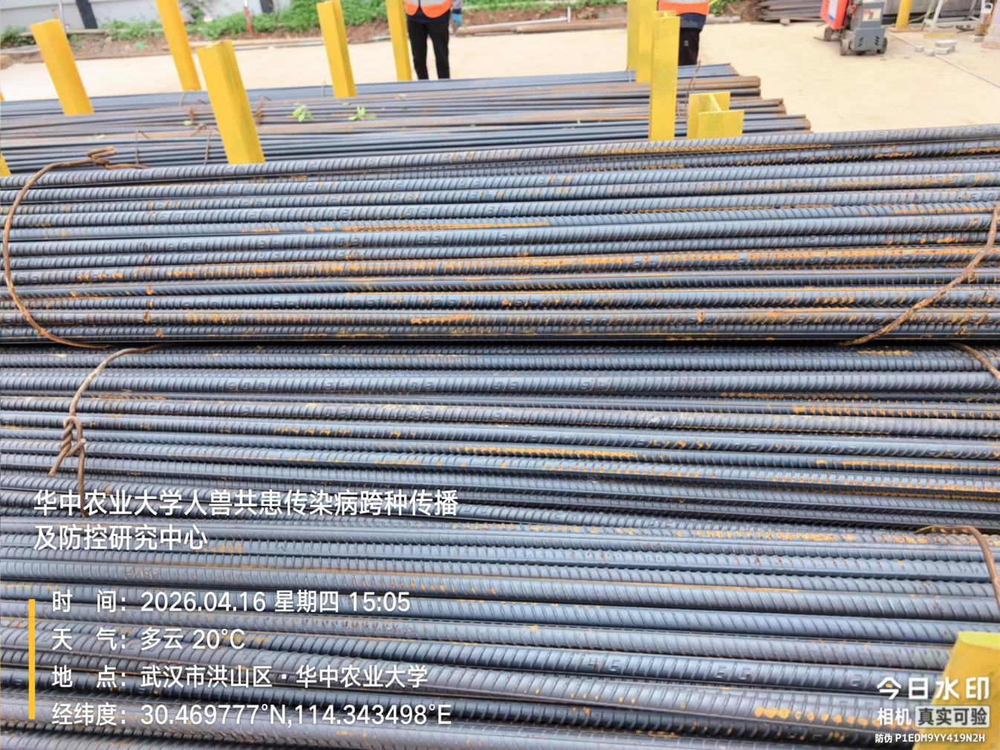 华中农业大学人兽共患传染病跨种传播
及防控研究中心
时 间：2026.04.16 星期四 15:05
天 气：多云 20°C
地 点：武汉市洪山区·华中农业大学
经纬度：30.469777°N,114.343498°E
今日水印
相机 真实可验
防伪 P1EDM9YY419N2H